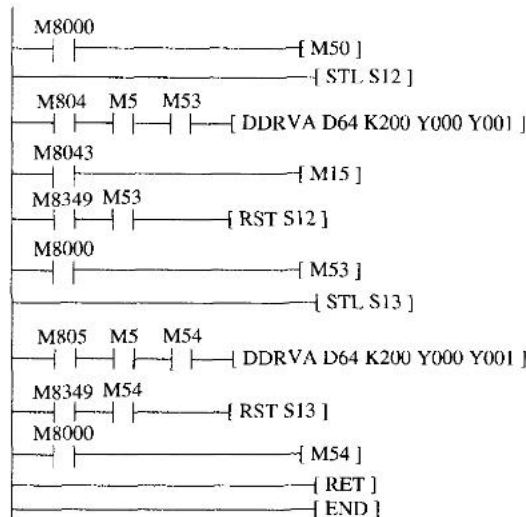 M8000
[ M50 ]
[ STL S12 ]
M804 M5 M53
[ DDRVA D64 K200 Y000 Y001 ]
M8043
[ M15 ]
M8349 M53
[ RST S12 ]
M8000
[ M53 ]
[ STL S13 ]
M805 M5 M54
[ DDRVA D64 K200 Y000 Y001 ]
M8349 M54
[ RST S13 ]
M8000
[ M54 ]
[ RET ]
[ END ]